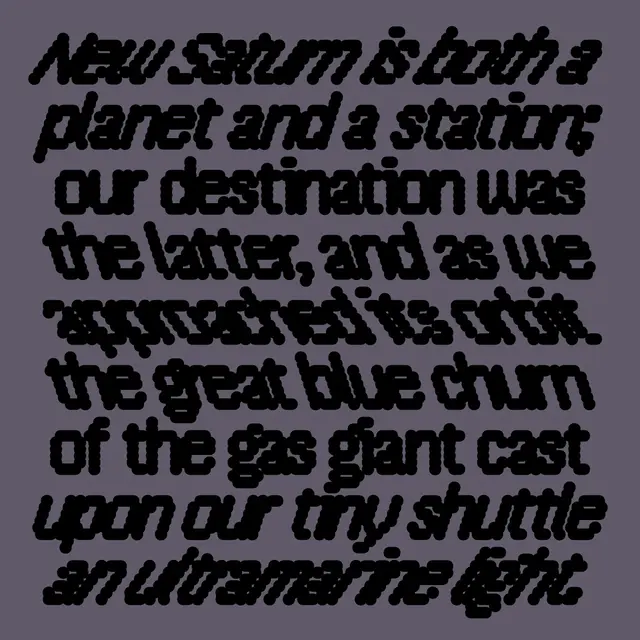 New Saturn is both a
planet and a station;
our destination was
the latter, and as we
approached its orbit,
the great blue churn
of the gas giant cast
upon our tiny shuttle
an ultramarine light.